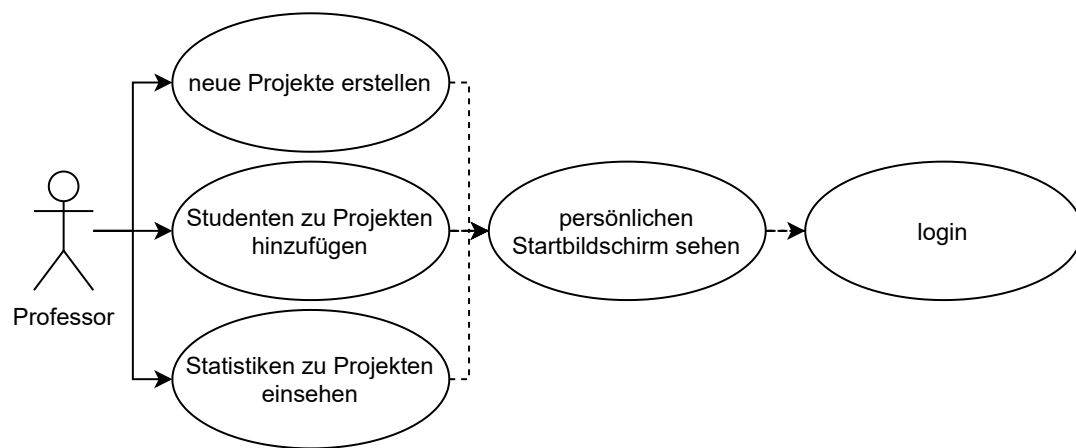 neue Projekte erstellen
Studenten zu Projekten
hinzufügen
persönlichen
Startbildschirm sehen
login
Professor
Statistiken zu Projekten
einsehen